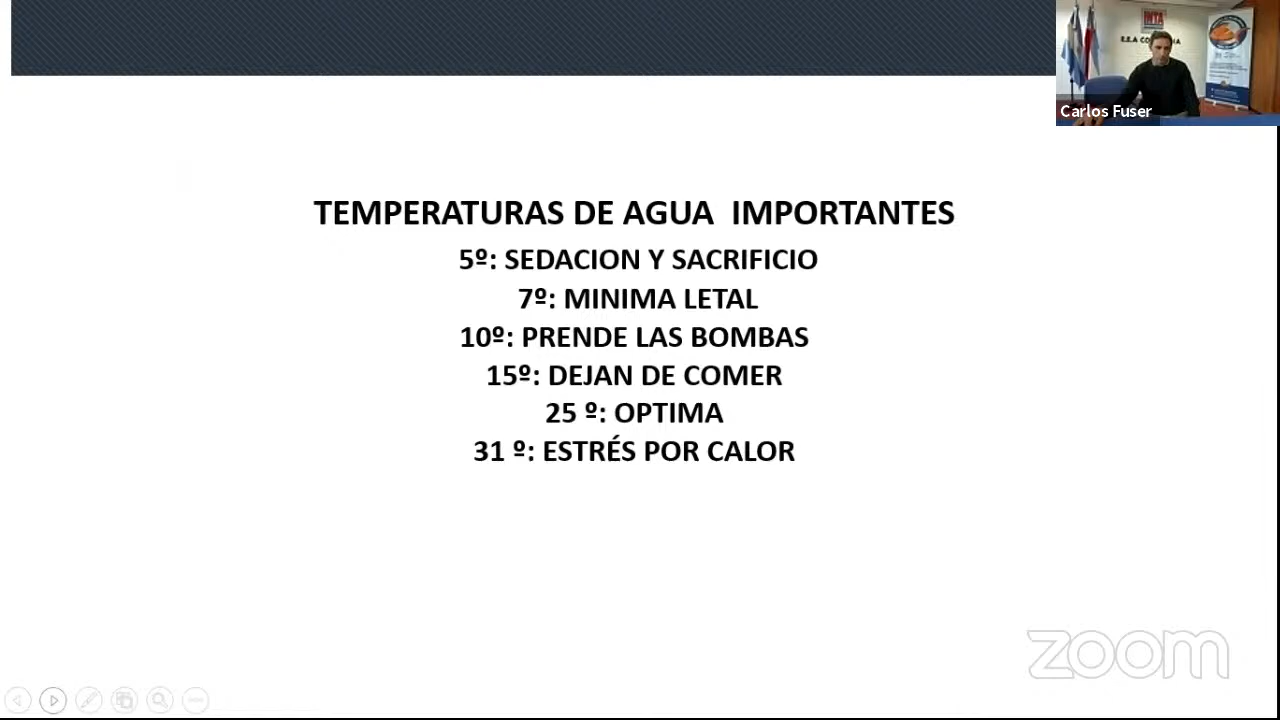 INTA
Carlos Fuser
TEMPERATURAS DE AGUA  IMPORTANTES
5º: SEDACION Y SACRIFICIO
7º: MINIMA LETAL
10º: PRENDE LAS BOMBAS
15º: DEJAN DE COMER
25 º: OPTIMA
31 º: ESTRÉS POR CALOR
zoom